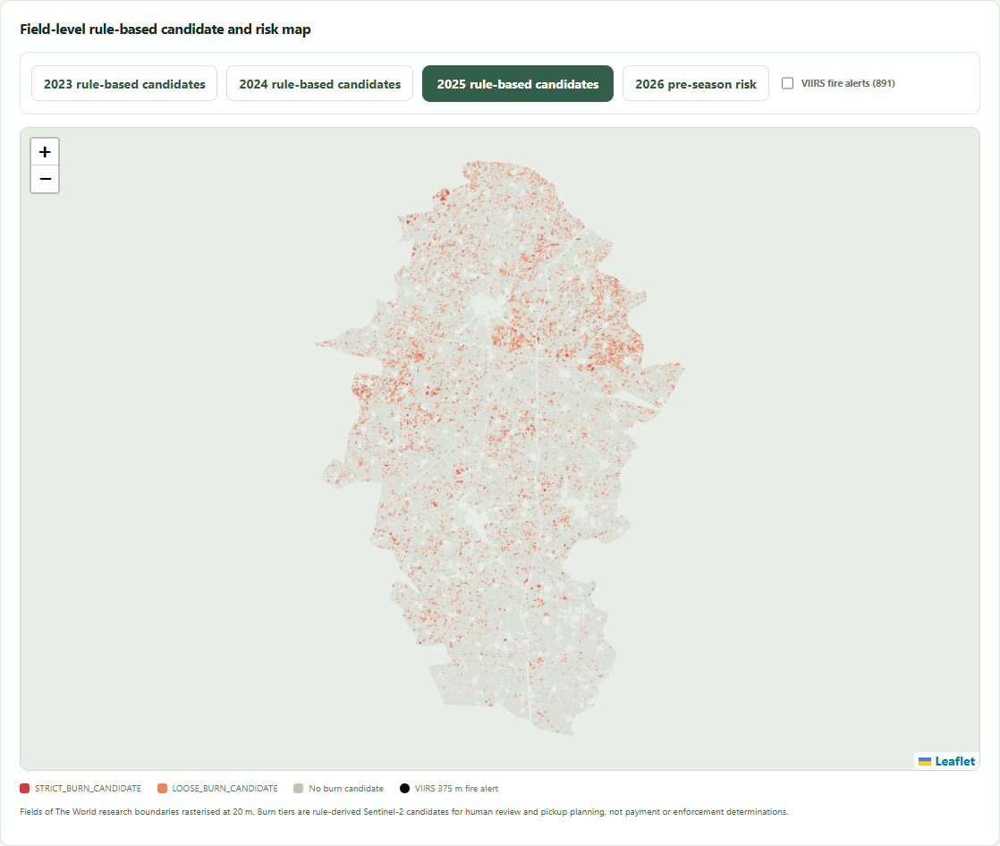 Field-level rule-based candidate and risk map
2023 rule-based candidates
2024 rule-based candidates
2025 rule-based candidates
2026 pre-season risk
VIIRS fire alerts (891)
+
−
Leaflet
STRICT_BURN_CANDIDATE
LOOSE_BURN_CANDIDATE
No burn candidate
VIIRS 375 m fire alert
Fields of The World research boundaries rasterised at 20 m. Burn tiers are rule-derived Sentinel-2 candidates for human review and pickup planning, not payment or enforcement determinations.